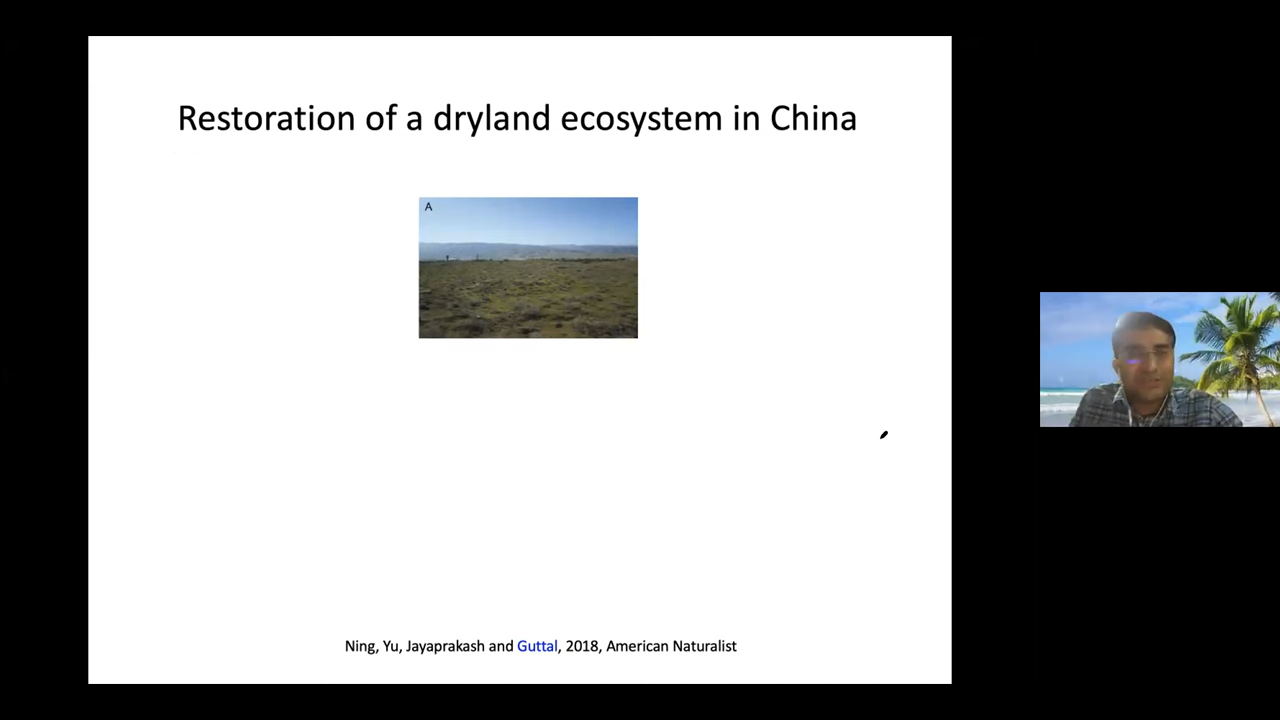 Restoration of a dryland ecosystem in China
A
Ning, Yu, Jayaprakash and Guttal, 2018, American Naturalist